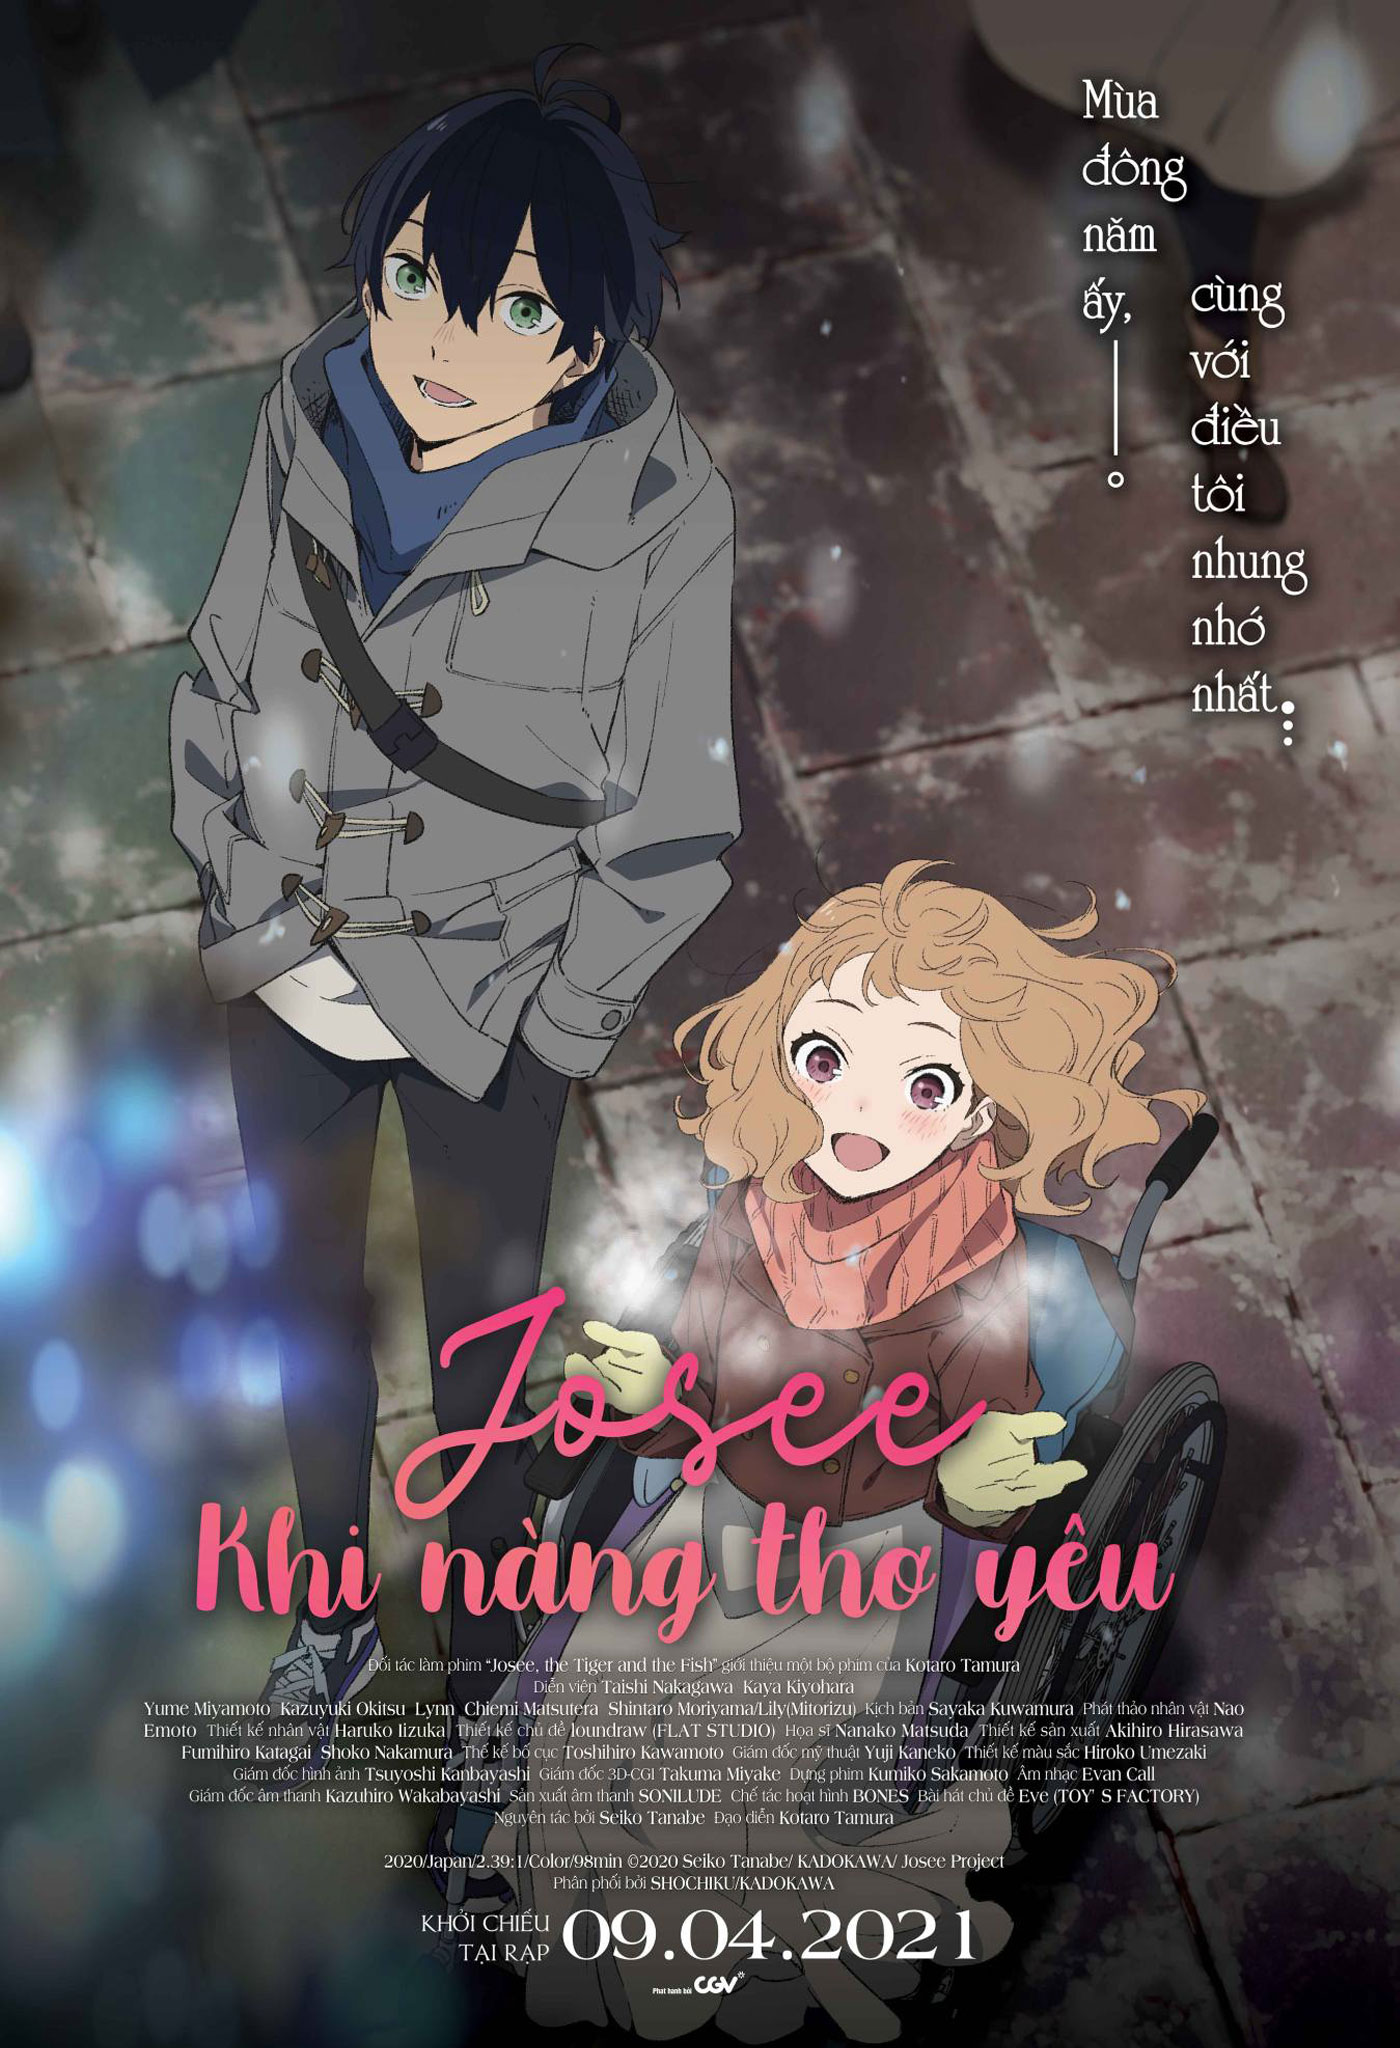 Mùa
đông
năm
ấy,
cùng
với
điều
tôi
nhung
nhớ
nhất...
Josee
Khi nàng thơ yêu
Đối tác làm phim "Josee, the Tiger and the Fish" giới thiệu một bộ phim của Kotaro Tamura
Diễn viên Taishi Nakagawa Kaya Kiyohara
Yume Miyamoto Kazuyuki Okitsu Lynn Chiemi Matsutera Shintaro Moriyama/Lily(Mitorizu) Kịch bản Sayaka Kuwamura Phát thảo nhân vật Nao
Emoto Thiết kế nhân vật Haruko Iizuka Thiết kế chủ đề loundraw (FLAT STUDIO) Họa sĩ Nanako Matsuda Thiết kế sản xuất Akihiro Hirasawa
Fumihiro Katagai Shoko Nakamura Thế kế bố cục Toshihiro Kawamoto Giám đốc mỹ thuật Yuji Kaneko Thiết kế màu sắc Hiroko Umezaki
Giám đốc hình ảnh Tsuyoshi Kanbayashi Giám đốc 3D-CGI Takuma Miyake Dựng phim Kumiko Sakamoto Âm nhạc Evan Call
Giám đốc âm thanh Kazuhiro Wakabayashi Sản xuất âm thanh SONILUDE Chế tác hoạt hình BONES Bài hát chủ đề Eve (TOY' S FACTORY)
Nguyên tác bởi Seiko Tanabe Đạo diễn Kotaro Tamura
2020/Japan/2.39:1/Color/98min ©2020 Seiko Tanabe/ KADOKAWA/ Josee Project
Phân phối bởi SHOCHIKU/KADOKAWA
KHỞI CHIẾU
TẠI RẠP
09.04.2021
Phát hành bởi CGV